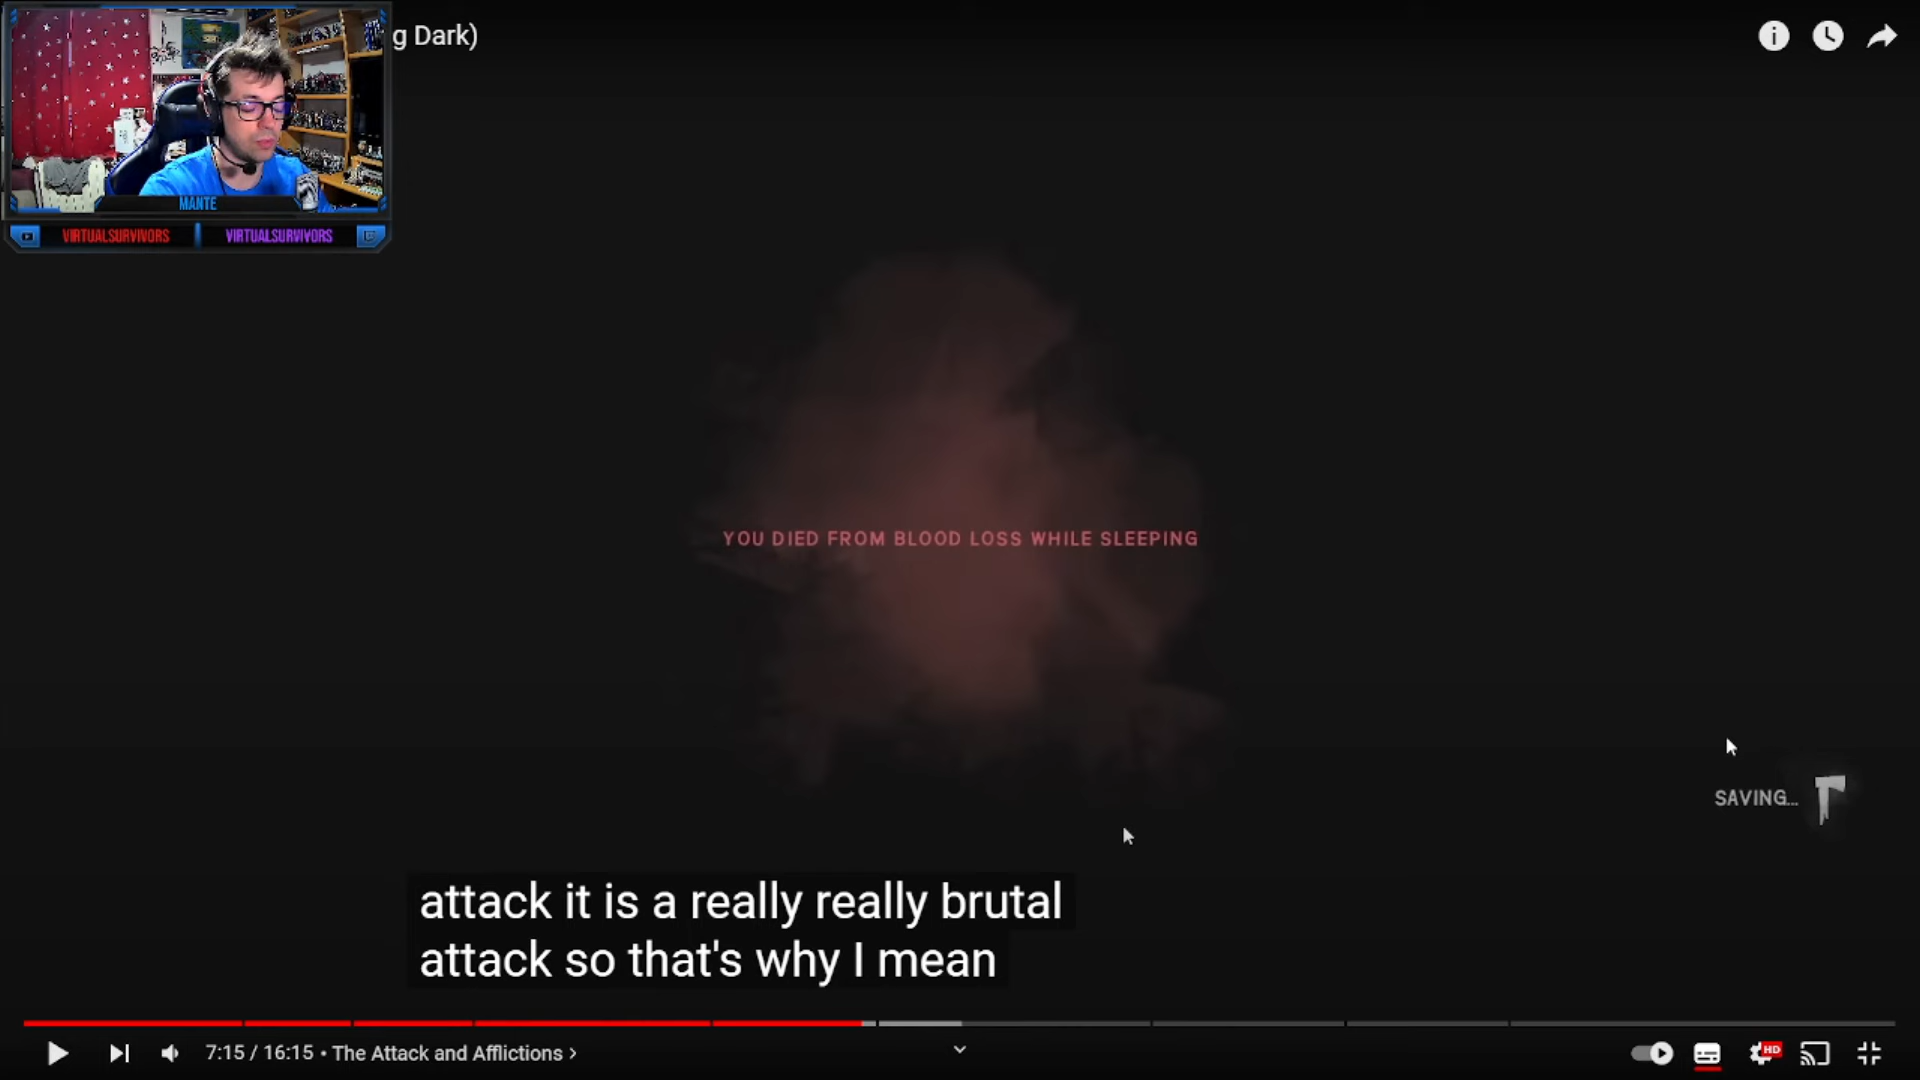 g Dark)
MANTE
VIRTUALSURVIVORS VIRTUALSURVIVORS
YOU DIED FROM BLOOD LOSS WHILE SLEEPING
SAVING...
attack it is a really really brutal
attack so that's why I mean
7:15 / 16:15 • The Attack and Afflictions >
HD